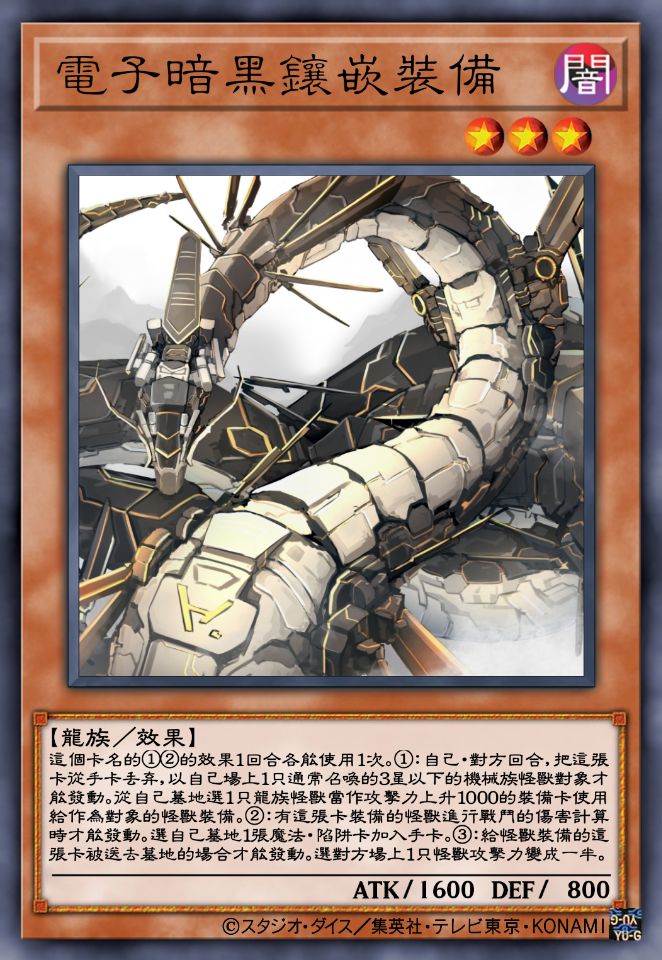 電子暗黑鑲嵌裝備
闇
【龍族／效果】
這個卡名的①②的效果1回合各能使用1次。①：自己・對方回合，把這張
卡從手卡丟弃，以自己場上1只通常召喚的3星以下的機械族怪獸對象才
能發動。從自己墓地選1只龍族怪獸當作攻擊力上升1000的裝備卡使用
給作為對象的怪獸裝備。②：有這張卡裝備的怪獸進行戰鬥的傷害計算
時才能發動。選自己墓地1張魔法・陷阱卡加入手卡。③：給怪獸裝備的這
張卡被送去墓地的場合才能發動。選對方場上1只怪獸攻擊力變成一半。
ATK/1600 DEF/ 800
©スタジオ・ダイス／集英社・テレビ東京・KONAMI